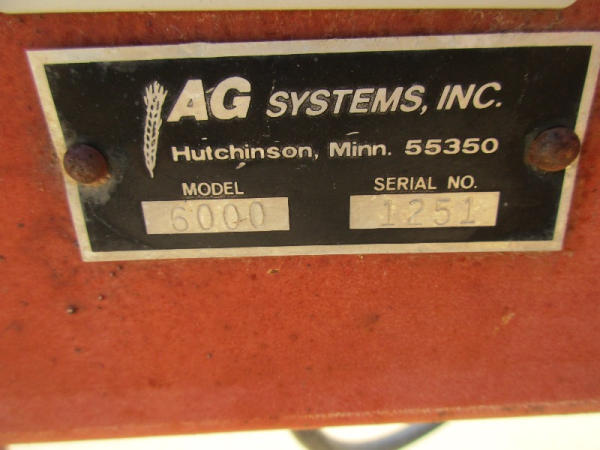 AG SYSTEMS, INC.
Hutchinson, Minn. 55350
MODEL SERIAL NO.
6000 1251